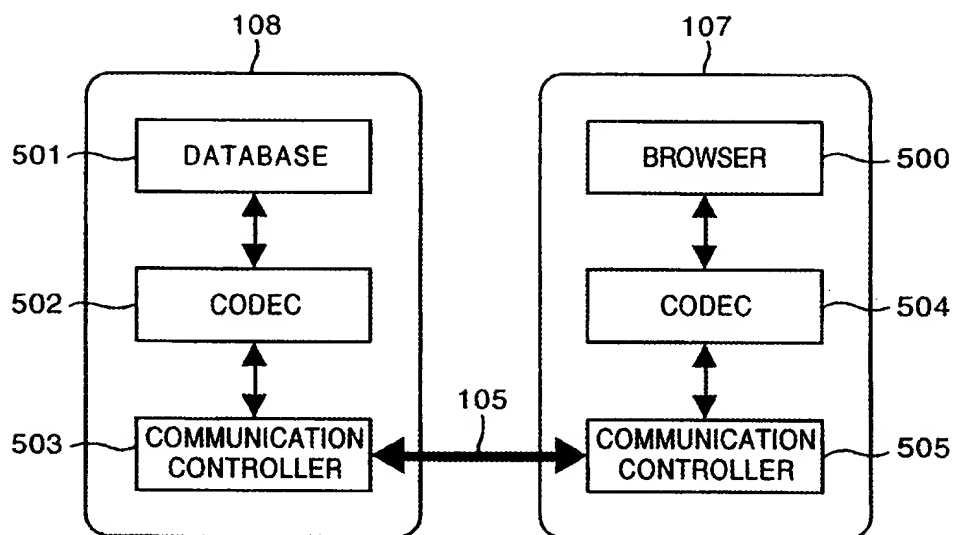 108
107
501
DATABASE
BROWSER
500
502
CODEC
CODEC
504
105
503
COMMUNICATION
CONTROLLER
COMMUNICATION
CONTROLLER
505